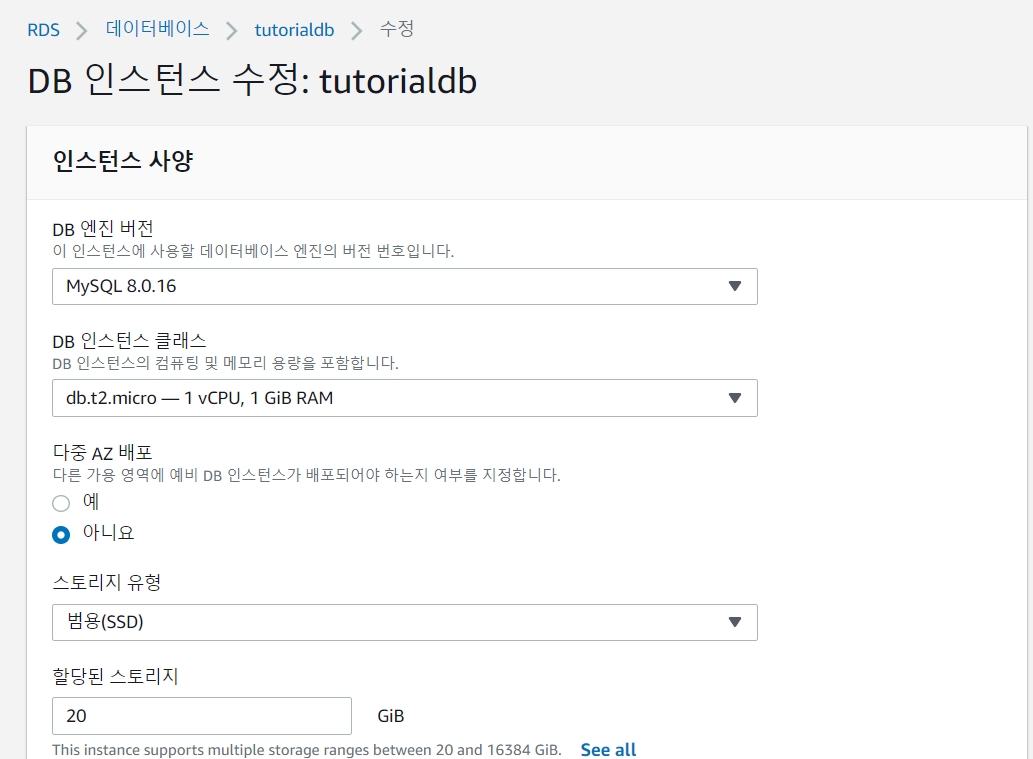 RDS 데이터베이스 tutorialdb 수정
DB 인스턴스 수정: tutorialdb
인스턴스 사양
DB 엔진 버전
이 인스턴스에 사용할 데이터베이스 엔진의 버전 번호입니다.
MySQL 8.0.16
DB 인스턴스 클래스
DB 인스턴스의 컴퓨팅 및 메모리 용량을 포함합니다.
db.t2.micro — 1 vCPU, 1 GiB RAM
다중 AZ 배포
다른 가용 영역에 예비 DB 인스턴스가 배포되어야 하는지 여부를 지정합니다.
예
아니요
스토리지 유형
범용(SSD)
할당된 스토리지
20 GiB
This instance supports multiple storage ranges between 20 and 16384 GiB. See all